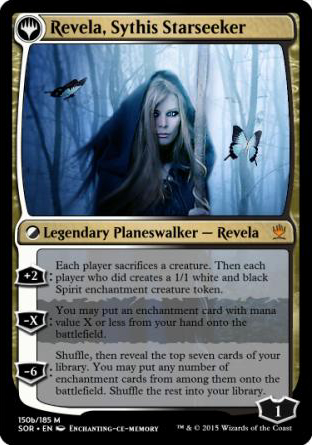 Revela, Sythis Starseeker
Legendary Planeswalker — Revela
+2: Each player sacrifices a creature. Then each
player who did creates a 1/1 white and black
Spirit enchantment creature token.
-X: You may put an enchantment card with mana
value X or less from your hand onto the
battlefield.
-6: Shuffle, then reveal the top seven cards of your
library. You may put any number of
enchantment cards from among them onto the
battlefield. Shuffle the rest into your library.
1
150b/185 M
SOR • EN Enchanting-ce-memory
™ & © 2015 Wizards of the Coast